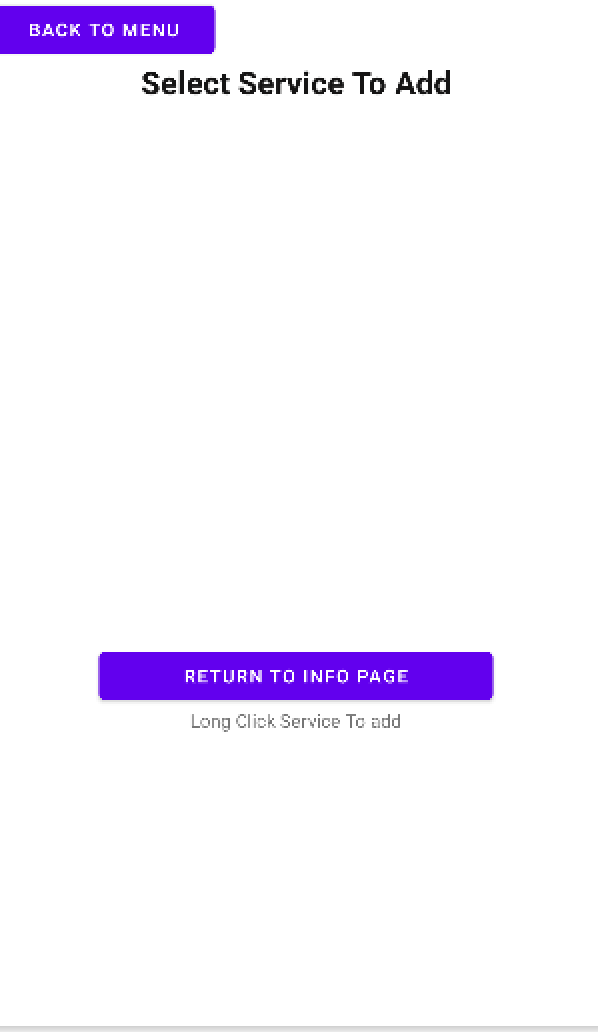 BACK TO MENU
Select Service To Add
RETURN TO INFO PAGE
Long Click Service To add